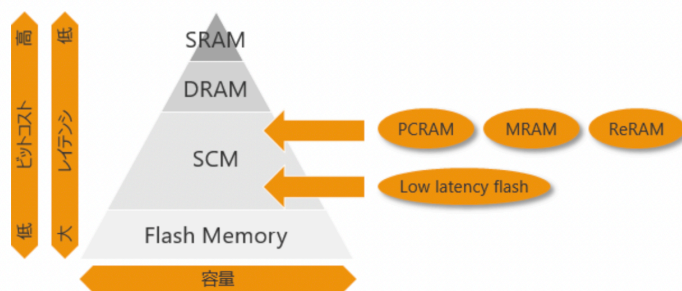 高
ビットコスト
低
低
レイテンシ
大
SRAM
DRAM
SCM
Flash Memory
容量
PCRAM
MRAM
ReRAM
Low latency flash